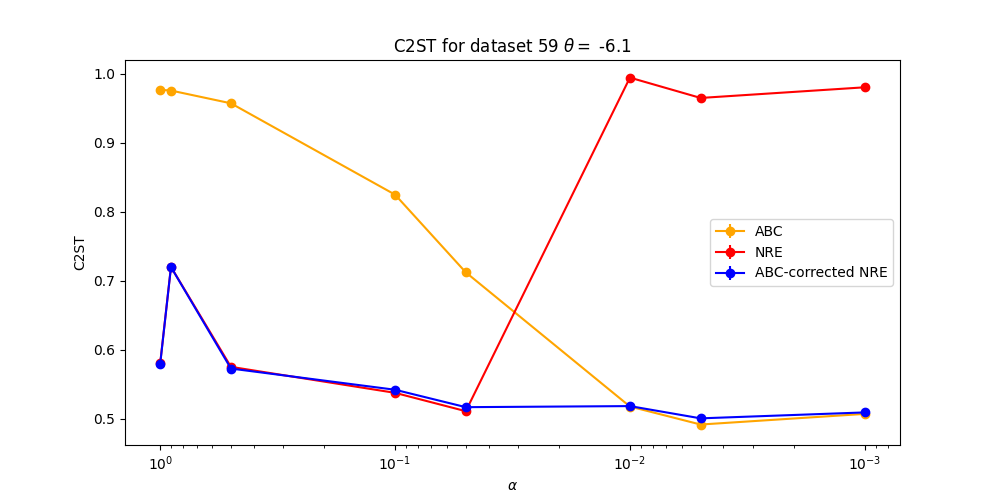 C2ST for dataset 59 θ = -6.1
C2ST
1.0
0.9
0.8
0.7
0.6
0.5
ABC
NRE
ABC-corrected NRE
10⁰
10⁻¹
10⁻²
10⁻³
α